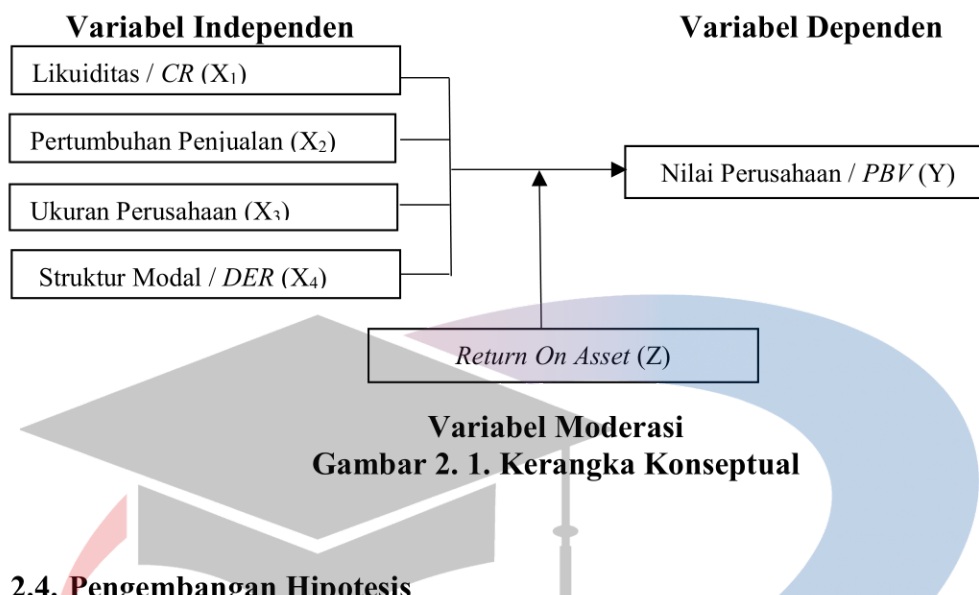 Variabel Independen
Variabel Dependen
Likuiditas / CR (X₁)
Pertumbuhan Penjualan (X₂)
Ukuran Perusahaan (X₃)
Struktur Modal / DER (X₄)
Nilai Perusahaan / PBV (Y)
Return On Asset (Z)
Variabel Moderasi
Gambar 2. 1. Kerangka Konseptual
2.4. Pengembangan Hipotesis